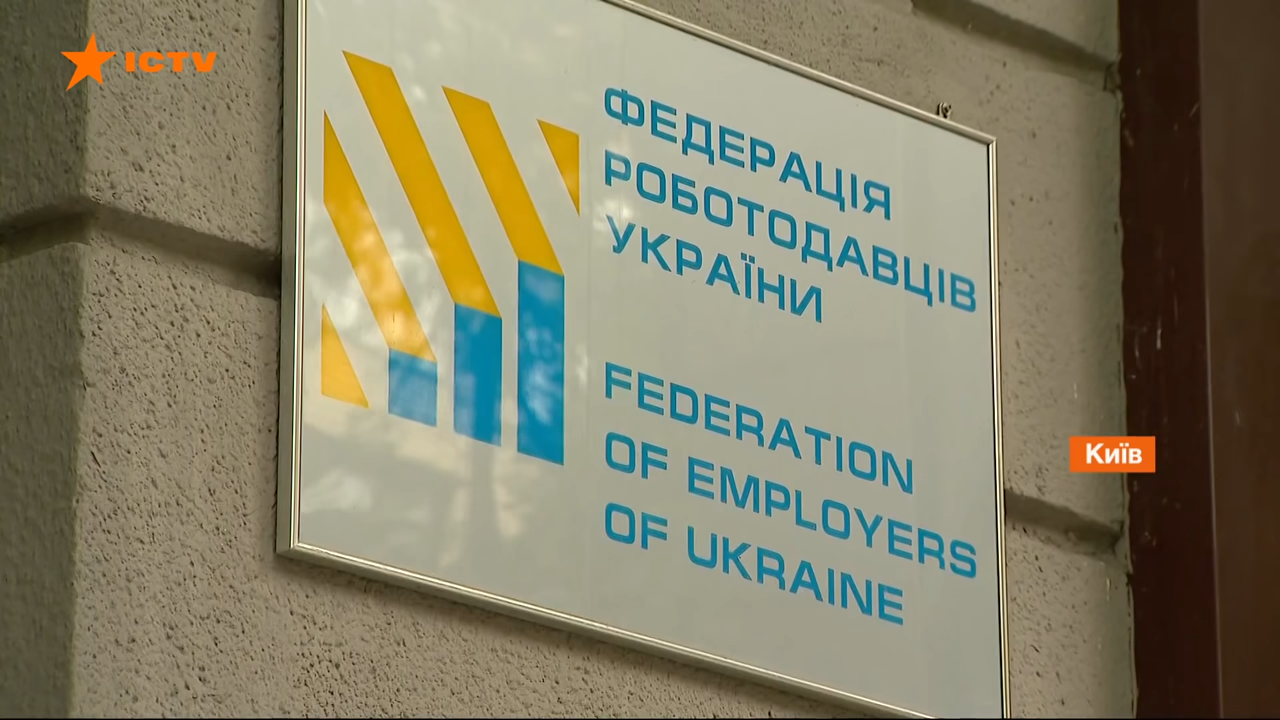 ICTV
ФЕДЕРАЦІЯ
РОБОТОДАВЦІВ
УКРАЇНИ
FEDERATION
OF EMPLOYERS
OF UKRAINE
Київ